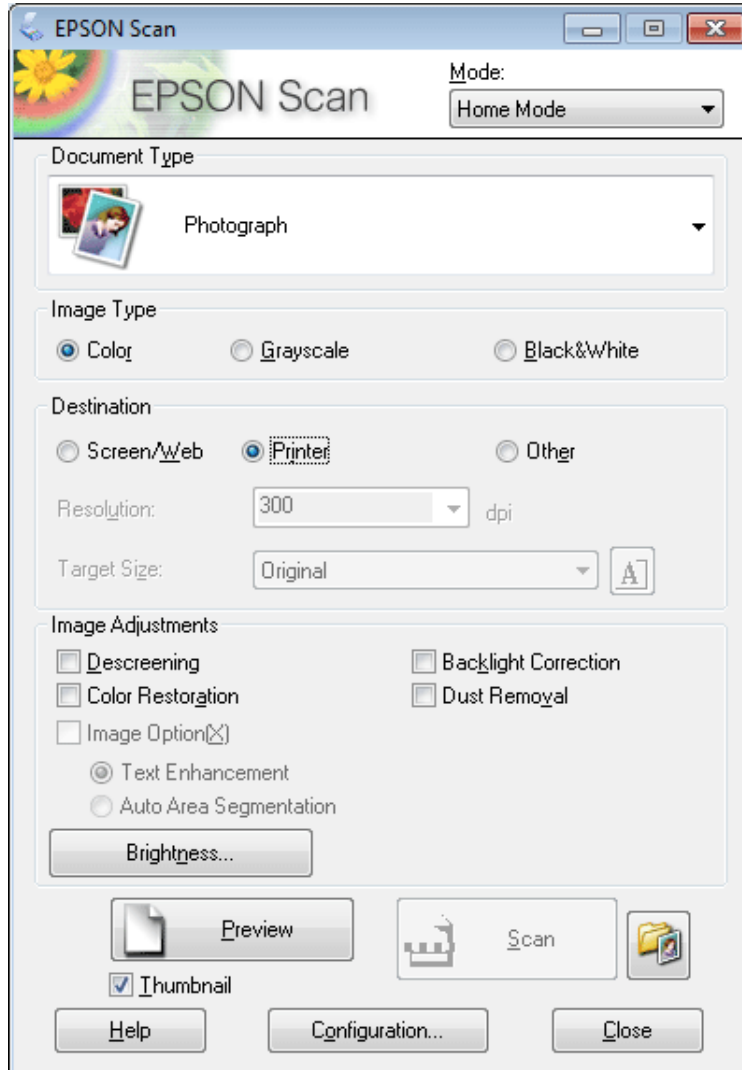 EPSON Scan
EPSON Scan
Mode:
Home Mode
Document Type
Photograph
Image Type
Color Grayscale Black&White
Destination
Screen/Web Printer Other
Resolution: 300 dpi
Target Size: Original A
Image Adjustments
Descreening Backlight Correction
Color Restoration Dust Removal
Image Option(X)
Text Enhancement
Auto Area Segmentation
Brightness...
Preview Scan
Thumbnail
Help Configuration... Close